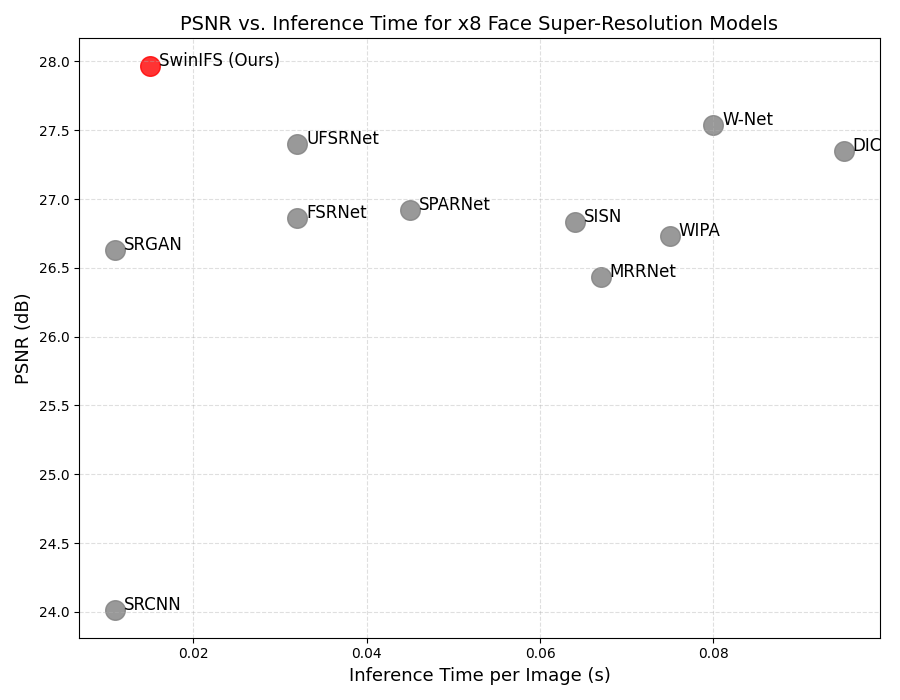 PSNR vs. Inference Time for x8 Face Super-Resolution Models
28.0
SwinIFS (Ours)
27.5
UFSRNet
W-Net
DIC
27.0
FSRNet
SPARNet
SISN
WIPA
SRGAN
26.5
MRRNet
26.0
25.5
25.0
24.5
24.0
SRCNN
PSNR (dB)
0.02
0.04
0.06
0.08
Inference Time per Image (s)